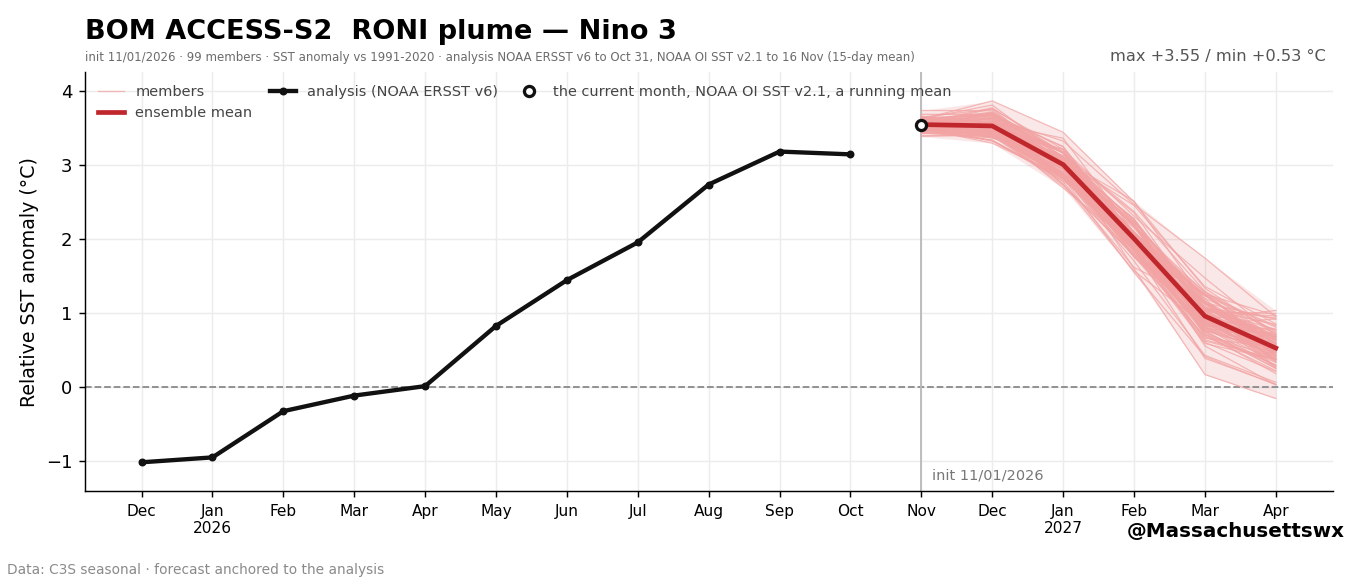 BOM ACCESS-S2  RONI plume — Nino 3
init 11/01/2026 · 99 members · SST anomaly vs 1991-2020 · analysis NOAA ERSST v6 to Oct 31, NOAA OI SST v2.1 to 16 Nov (15-day mean)
max +3.55 / min +0.53 °C
members
analysis (NOAA ERSST v6)
the current month, NOAA OI SST v2.1, a running mean
ensemble mean
Relative SST anomaly (°C)
4
3
2
1
0
−1
init 11/01/2026
Dec Jan Feb Mar Apr May Jun Jul Aug Sep Oct Nov Dec Jan Feb Mar Apr
2026 2027
@Massachusettswx
Data: C3S seasonal · forecast anchored to the analysis